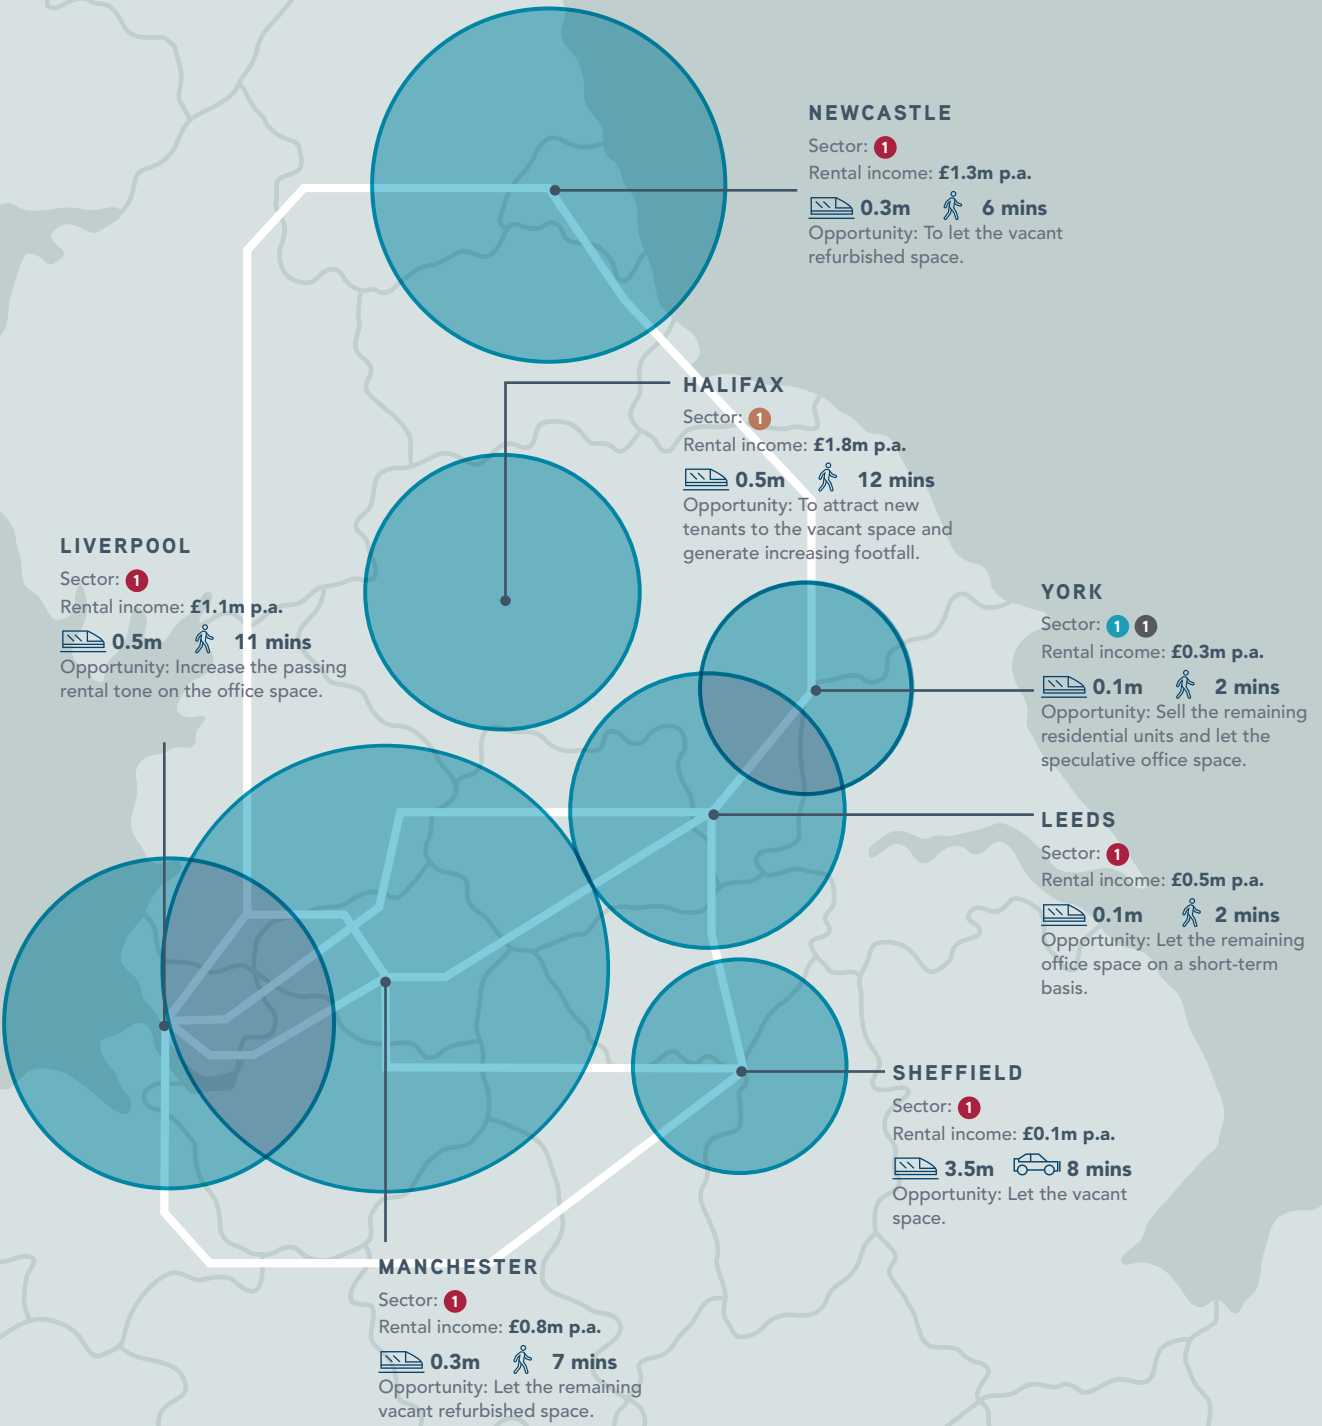 NEWCASTLE
Sector: 1
Rental income: £1.3m p.a.
0.3m 6 mins
Opportunity: To let the vacant
refurbished space.
HALIFAX
Sector: 1
Rental income: £1.8m p.a.
0.5m 12 mins
Opportunity: To attract new
tenants to the vacant space and
generate increasing footfall.
LIVERPOOL
Sector: 1
Rental income: £1.1m p.a.
0.5m 11 mins
Opportunity: Increase the passing
rental tone on the office space.
YORK
Sector: 1 1
Rental income: £0.3m p.a.
0.1m 2 mins
Opportunity: Sell the remaining
residential units and let the
speculative office space.
LEEDS
Sector: 1
Rental income: £0.5m p.a.
0.1m 2 mins
Opportunity: Let the remaining
office space on a short-term
basis.
SHEFFIELD
Sector: 1
Rental income: £0.1m p.a.
3.5m 8 mins
Opportunity: Let the vacant
space.
MANCHESTER
Sector: 1
Rental income: £0.8m p.a.
0.3m 7 mins
Opportunity: Let the remaining
vacant refurbished space.